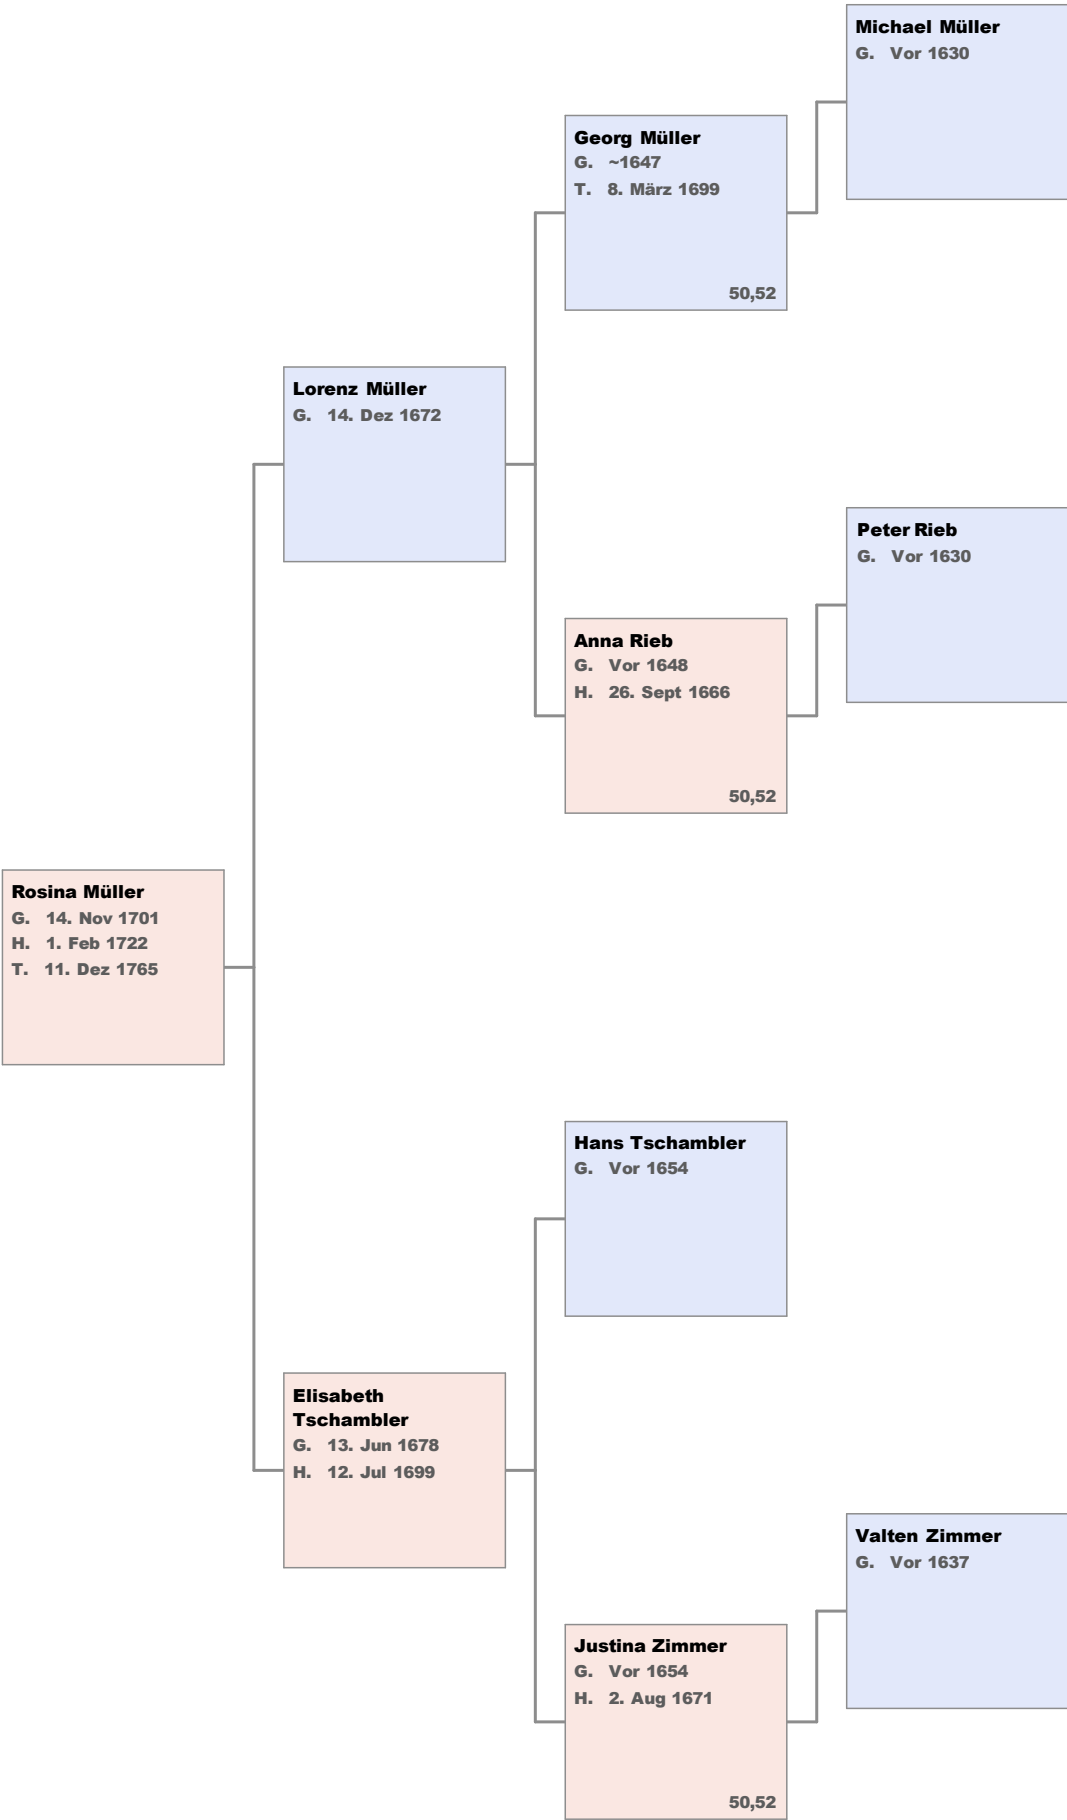 Michael Müller
G. Vor 1630
Georg Müller
G. ~1647
T. 8. März 1699
50,52
Lorenz Müller
G. 14. Dez 1672
Peter Rieb
G. Vor 1630
Anna Rieb
G. Vor 1648
H. 26. Sept 1666
50,52
Rosina Müller
G. 14. Nov 1701
H. 1. Feb 1722
T. 11. Dez 1765
Hans Tschambler
G. Vor 1654
Elisabeth
Tschambler
G. 13. Jun 1678
H. 12. Jul 1699
Valten Zimmer
G. Vor 1637
Justina Zimmer
G. Vor 1654
H. 2. Aug 1671
50,52